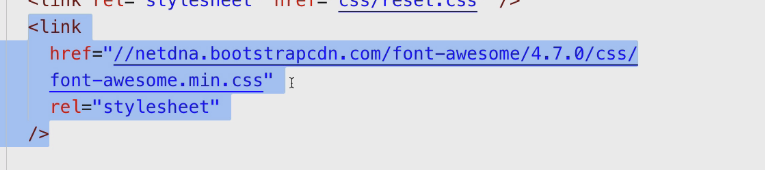 <link rel="stylesheet" href="css/reset.css" />
<link
href="//netdna.bootstrapcdn.com/font-awesome/4.7.0/css/
font-awesome.min.css"
rel="stylesheet"
/>